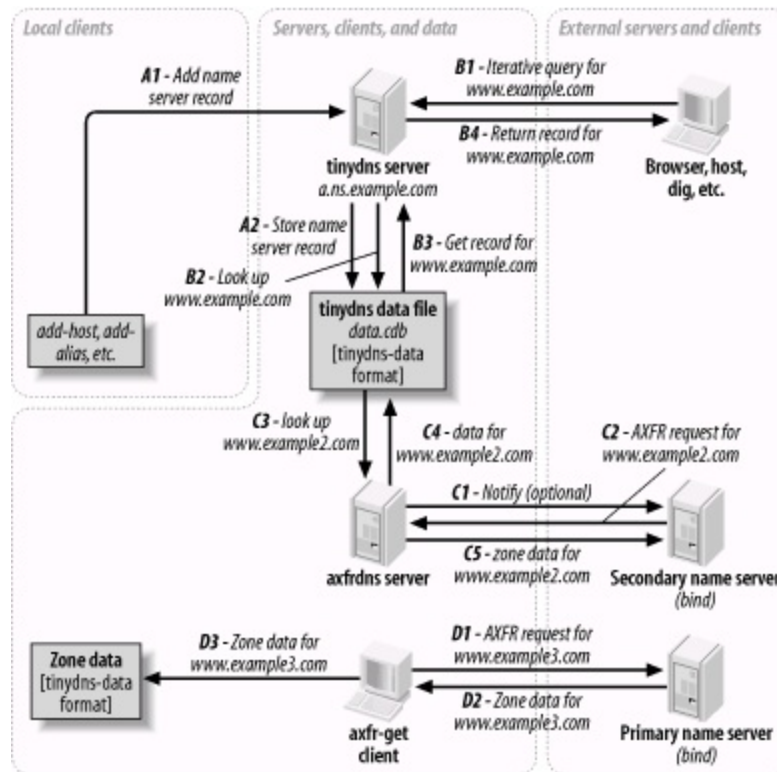 Local clients
Servers, clients, and data
External servers and clients
A1 - Add name
server record
B1 - Iterative query for
www.example.com
B4 - Return record for
www.example.com
tinydns server
a.ns.example.com
Browser, host,
dig, etc.
A2 - Store name
server record
B2 - Look up
www.example.com
B3 - Get record for
www.example.com
add-host, add-
alias, etc.
tinydns data file
data.cdb
[tinydns-data
format]
C3 - look up
www.example2.com
C4 - data for
www.example2.com
C2 - AXFR request for
www.example2.com
C1 - Notify (optional)
C5 - zone data for
www.example2.com
axfrdns server
Secondary name server
(bind)
Zone data
[tinydns-data
format]
D3 - Zone data for
www.example3.com
D1 - AXFR request for
www.example3.com
D2 - Zone data for
www.example3.com
axfr-get
client
Primary name server
(bind)